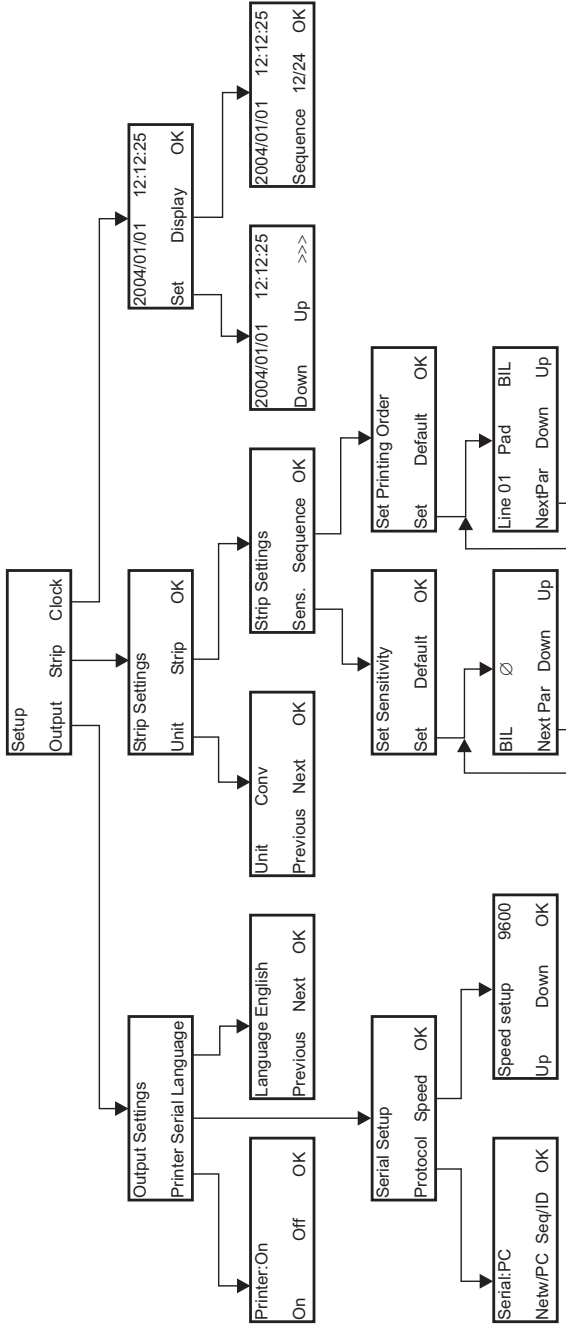 Setup
Output Strip Clock
Output Settings
Printer Serial Language
Printer:On
On Off OK
Language English
Previous Next OK
Serial Setup
Protocol Speed OK
Serial:PC
Netw/PC Seq/ID OK
Speed setup 9600
Up Down OK
Strip Settings
Unit Strip OK
Unit Conv
Previous Next OK
Strip Settings
Sens. Sequence OK
Set Sensitivity
Set Default OK
BIL Ø
Next Par Down Up
Set Printing Order
Set Default OK
Line 01 Pad BIL
NextPar Down Up
2004/01/01 12:12:25
Set Display OK
2004/01/01 12:12:25
Down Up >>>
2004/01/01 12:12:25
Sequence 12/24 OK